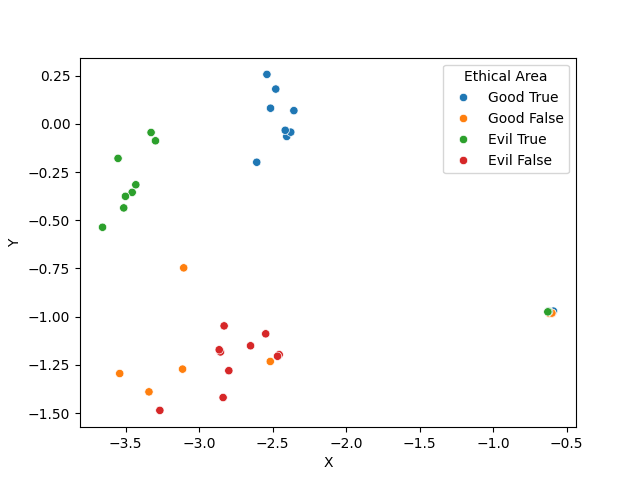 Ethical Area
Good True
Good False
Evil True
Evil False
0.25
0.00
−0.25
−0.50
−0.75
−1.00
−1.25
−1.50
Y
−3.5 −3.0 −2.5 −2.0 −1.5 −1.0 −0.5
X